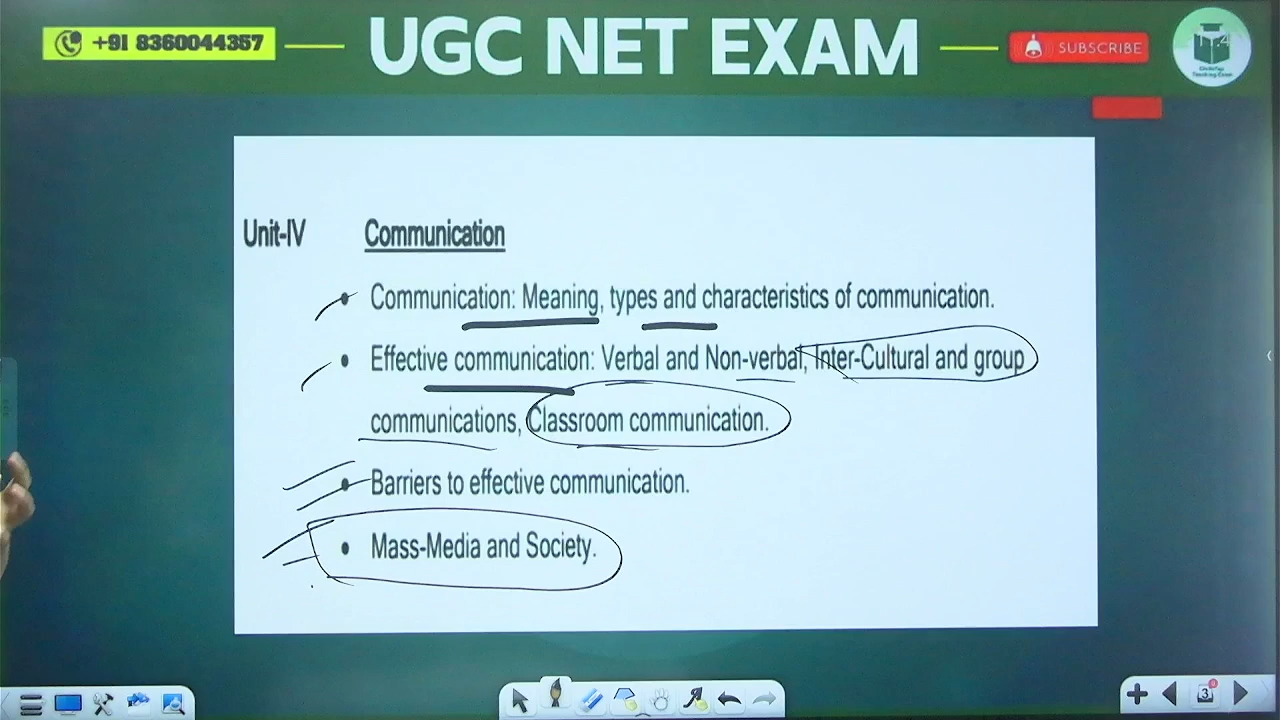 +91 8360044357
UGC NET EXAM
SUBSCRIBE
Unit-IV
Communication
Communication: Meaning, types and characteristics of communication.
Effective communication: Verbal and Non-verbal, Inter-Cultural and group
communications, Classroom communication.
Barriers to effective communication.
Mass-Media and Society.
3